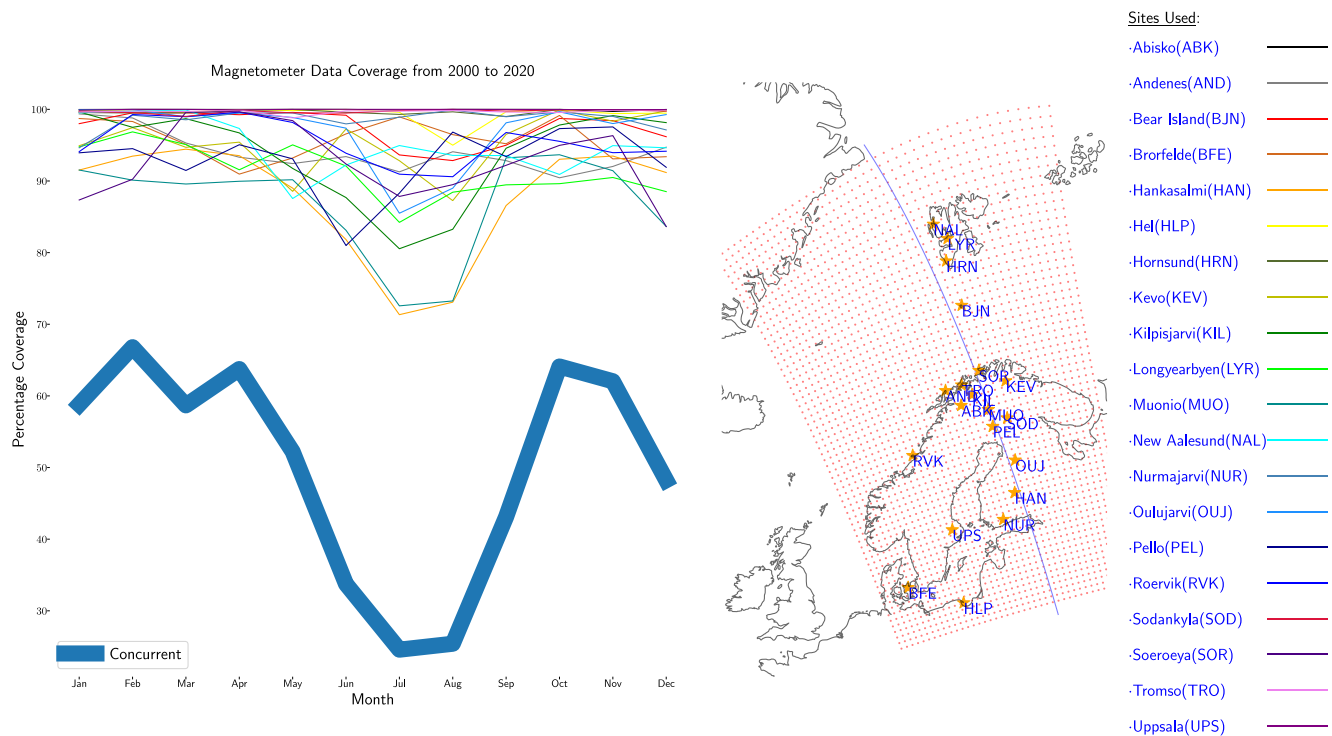 Magnetometer Data Coverage from 2000 to 2020
Percentage Coverage
100
90
80
70
60
50
40
30
Concurrent
Jan Feb Mar Apr May Jun Jul Aug Sep Oct Nov Dec
Month
NAL
LYR
HRN
BJN
SOR
KEV
TRO
AND
KIL
ABK
MUO
SOD
PEL
RVK
OUJ
HAN
NUR
UPS
BFE
HLP
Sites Used:
·Abisko(ABK)
·Andenes(AND)
·Bear Island(BJN)
·Brorfelde(BFE)
·Hankasalmi(HAN)
·Hel(HLP)
·Hornsund(HRN)
·Kevo(KEV)
·Kilpisjarvi(KIL)
·Longyearbyen(LYR)
·Muonio(MUO)
·New Aalesund(NAL)
·Nurmajarvi(NUR)
·Oulujarvi(OUJ)
·Pello(PEL)
·Roervik(RVK)
·Sodankyla(SOD)
·Soeroeya(SOR)
·Tromso(TRO)
·Uppsala(UPS)